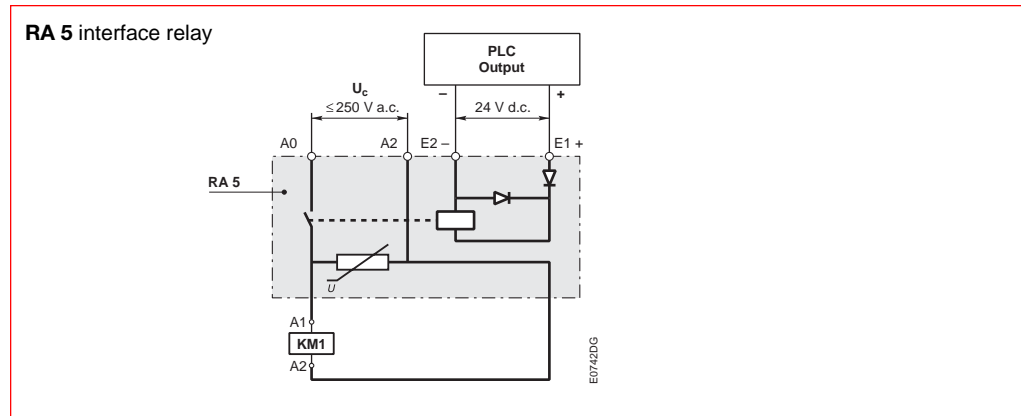 RA 5 interface relay
PLC
Output
Uc
≤ 250 V a.c.
– +
24 V d.c.
A0 A2 E2 – E1 +
RA 5
U
A1
KM1
A2
E0742DG